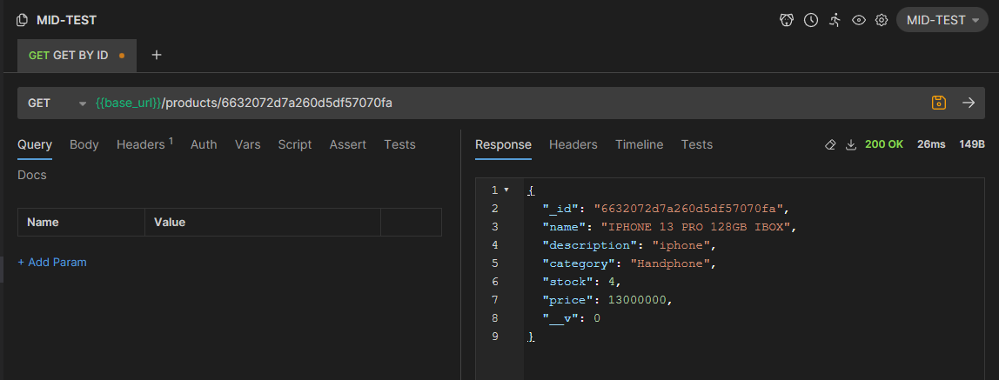 MID-TEST
MID-TEST
GET GET BY ID
+
GET {{base_url}}/products/6632072d7a260d5df57070fa
Query Body Headers 1 Auth Vars Script Assert Tests
Docs
Name Value
+ Add Param
Response Headers Timeline Tests 200 OK 26ms 149B
1 {
2 "_id": "6632072d7a260d5df57070fa",
3 "name": "IPHONE 13 PRO 128GB IBOX",
4 "description": "iphone",
5 "category": "Handphone",
6 "stock": 4,
7 "price": 13000000,
8 "__v": 0
9 }